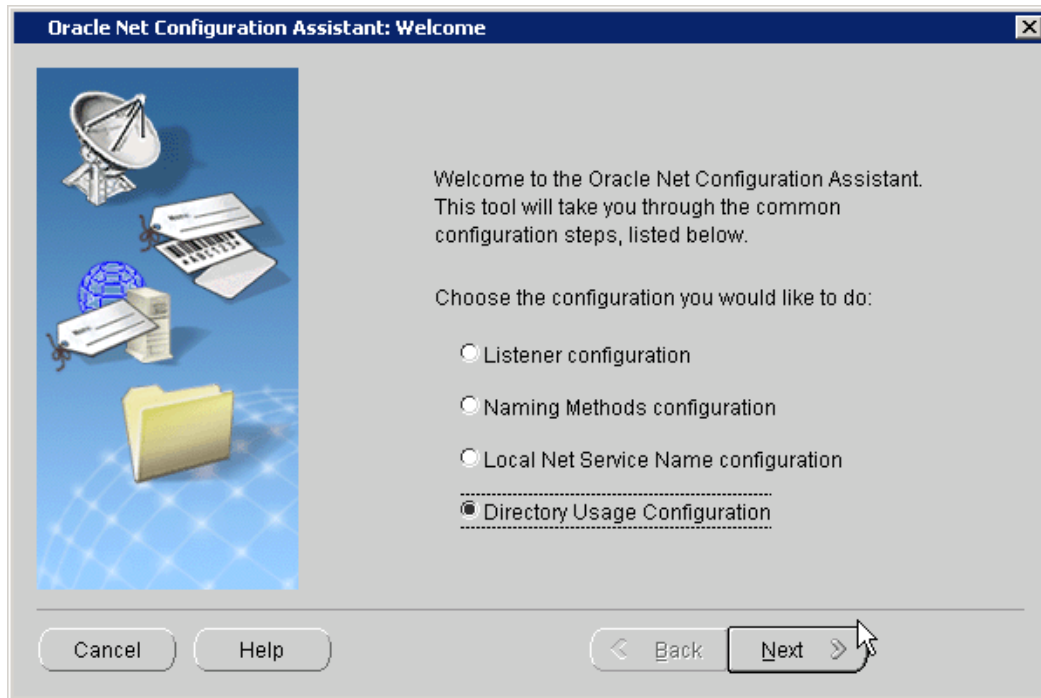 Oracle Net Configuration Assistant: Welcome
Welcome to the Oracle Net Configuration Assistant.
This tool will take you through the common
configuration steps, listed below.
Choose the configuration you would like to do:
Listener configuration
Naming Methods configuration
Local Net Service Name configuration
Directory Usage Configuration
Cancel
Help
Back
Next